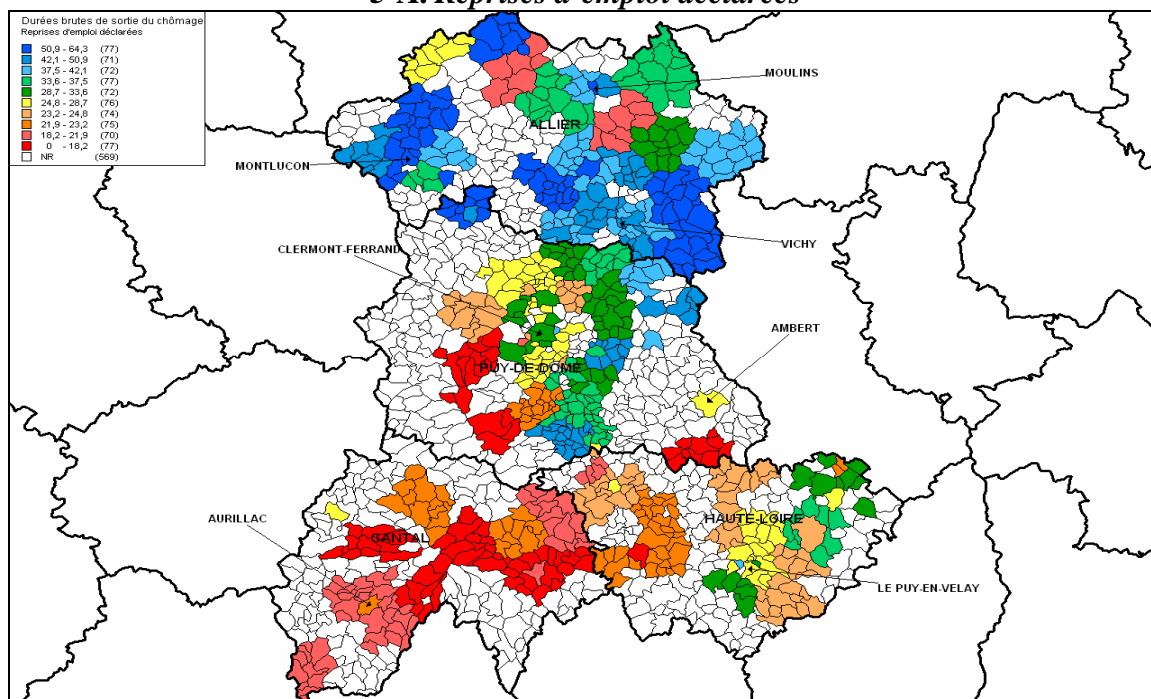 3-A. Reprises d'emploi déclarées
Durées brutes de sortie du chômage
Reprises d'emploi déclarées
50,9 - 64,3 (77)
42,1 - 50,9 (71)
37,5 - 42,1 (72)
33,6 - 37,5 (77)
28,7 - 33,6 (72)
24,8 - 28,7 (76)
23,2 - 24,8 (74)
21,9 - 23,2 (75)
18,2 - 21,9 (70)
0 - 18,2 (77)
NR (569)
MOULINS
ALLIER
MONTLUCON
VICHY
CLERMONT-FERRAND
AMBERT
PUY-DE-DOME
AURILLAC
CANTAL
HAUTE-LOIRE
LE PUY-EN-VELAY